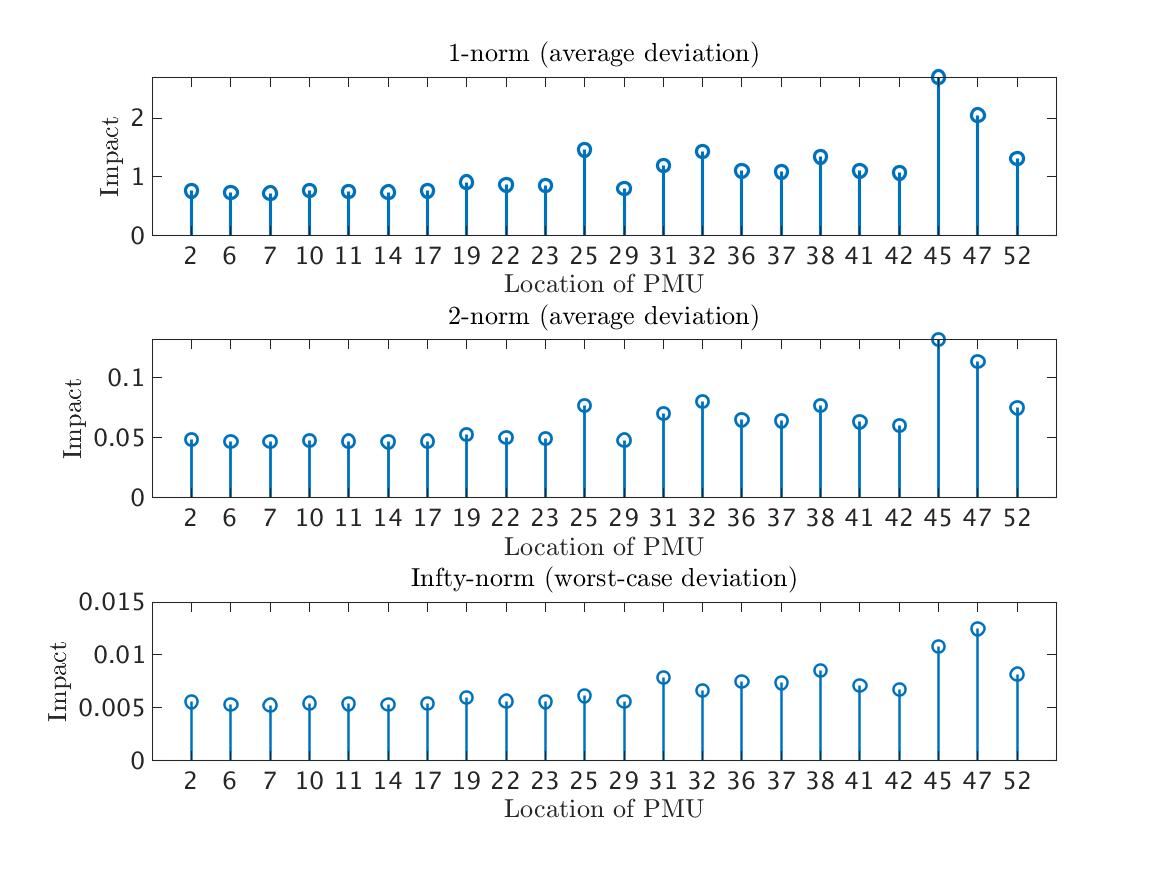 1-norm (average deviation)
Impact
2
1
0
2 6 7 10 11 14 17 19 22 23 25 29 31 32 36 37 38 41 42 45 47 52
Location of PMU
2-norm (average deviation)
Impact
0.1
0.05
0
2 6 7 10 11 14 17 19 22 23 25 29 31 32 36 37 38 41 42 45 47 52
Location of PMU
Infty-norm (worst-case deviation)
Impact
0.015
0.01
0.005
0
2 6 7 10 11 14 17 19 22 23 25 29 31 32 36 37 38 41 42 45 47 52
Location of PMU